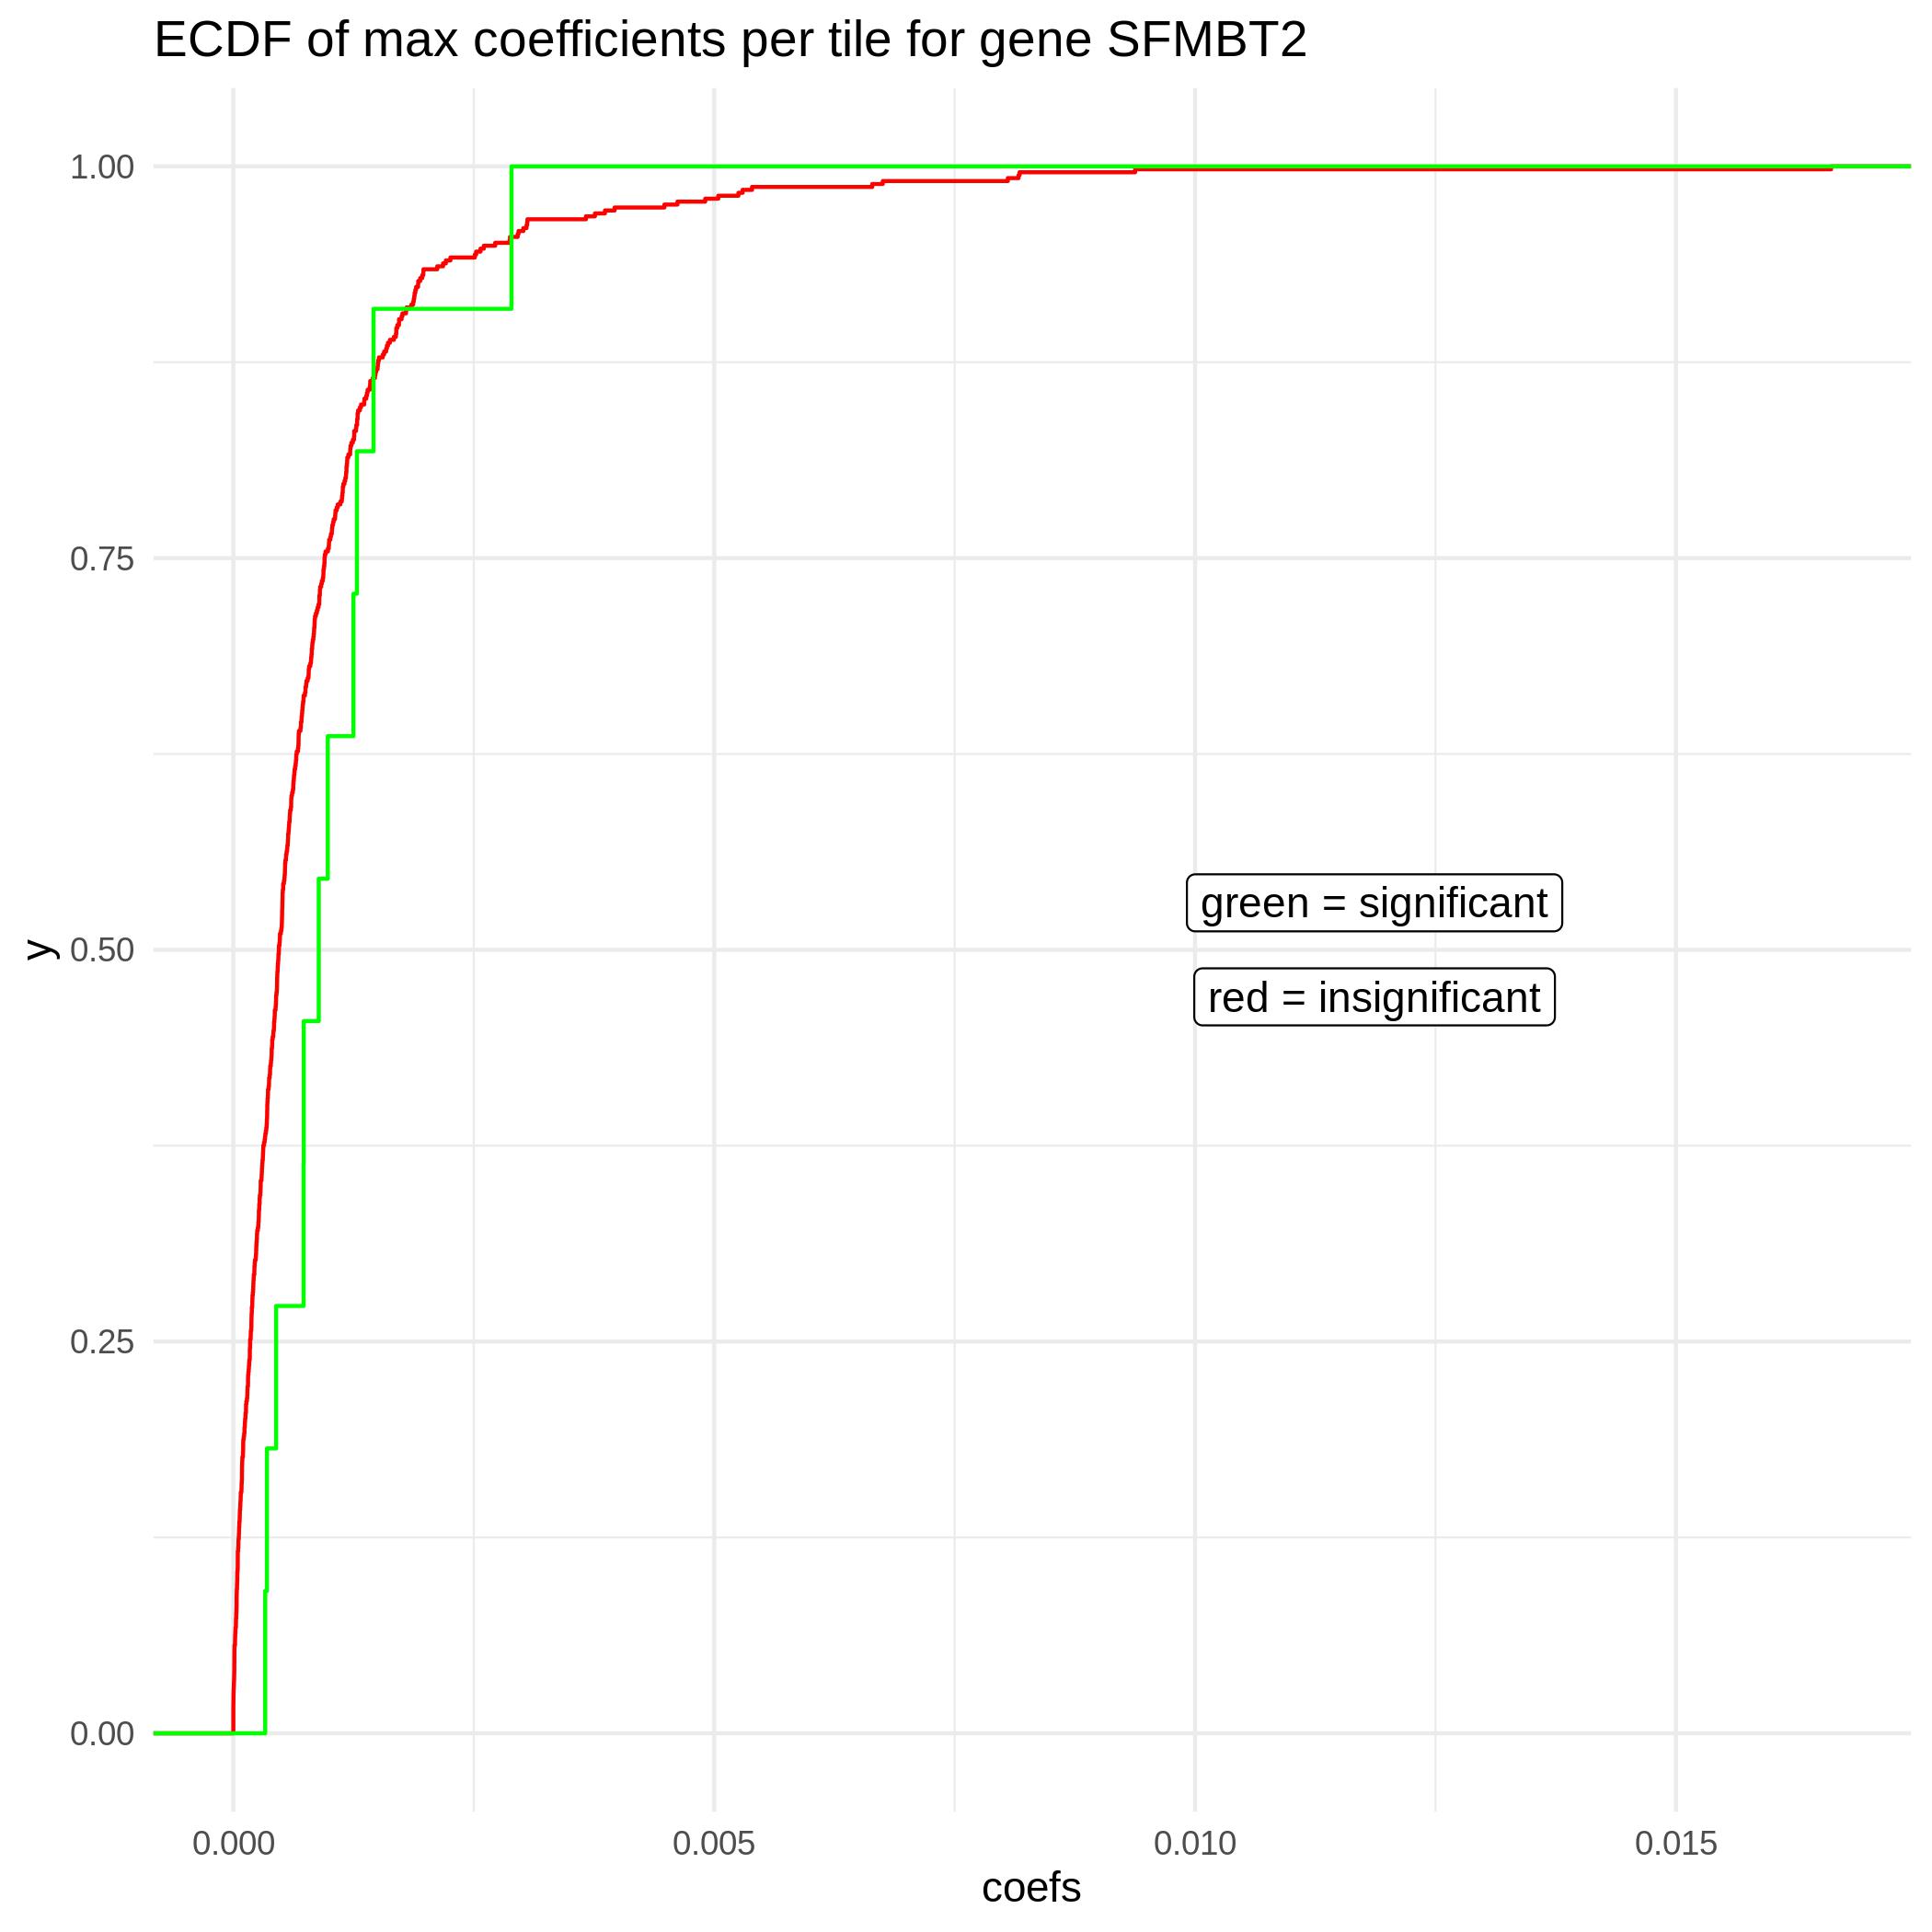 ECDF of max coefficients per tile for gene SFMBT2
1.00
0.75
0.50
0.25
0.00
y
green = significant
red = insignificant
0.000
0.005
0.010
0.015
coefs